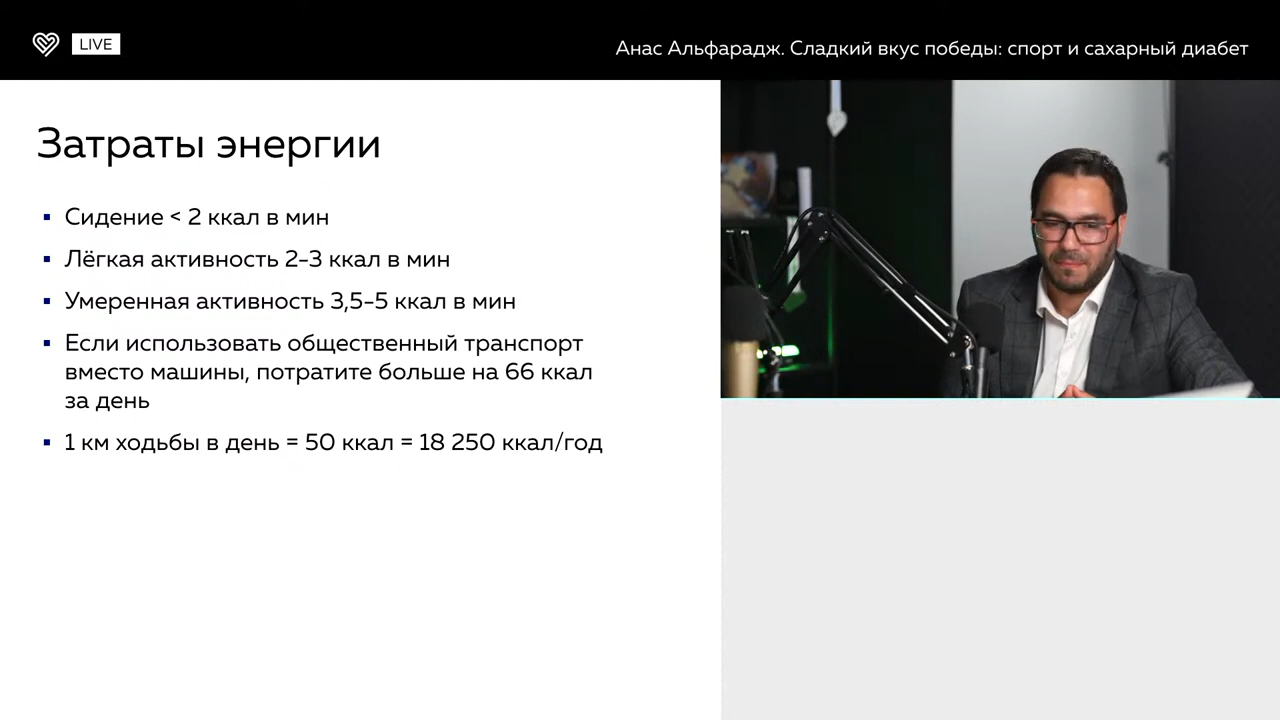 LIVE
Анас Альфарадж. Сладкий вкус победы: спорт и сахарный диабет
Затраты энергии
▪ Сидение < 2 ккал в мин
▪ Лёгкая активность 2-3 ккал в мин
▪ Умеренная активность 3,5-5 ккал в мин
▪ Если использовать общественный транспорт
вместо машины, потратите больше на 66 ккал
за день
▪ 1 км ходьбы в день = 50 ккал = 18 250 ккал/год